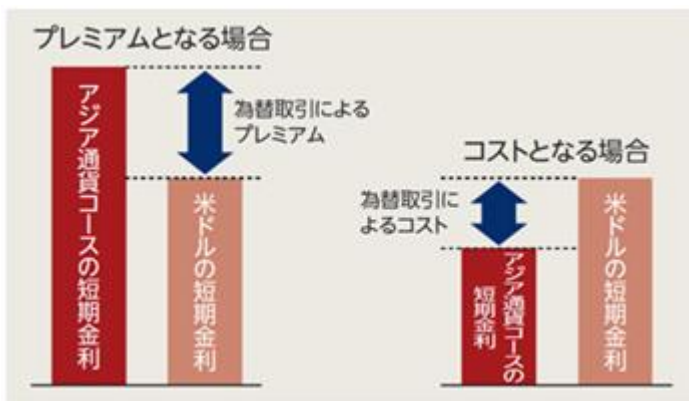 プレミアムとなる場合
アジア通貨コースの短期金利
為替取引による
プレミアム
米ドルの短期金利
コストとなる場合
為替取引に
よるコスト
アジア通貨コースの
短期金利
米ドルの短期金利